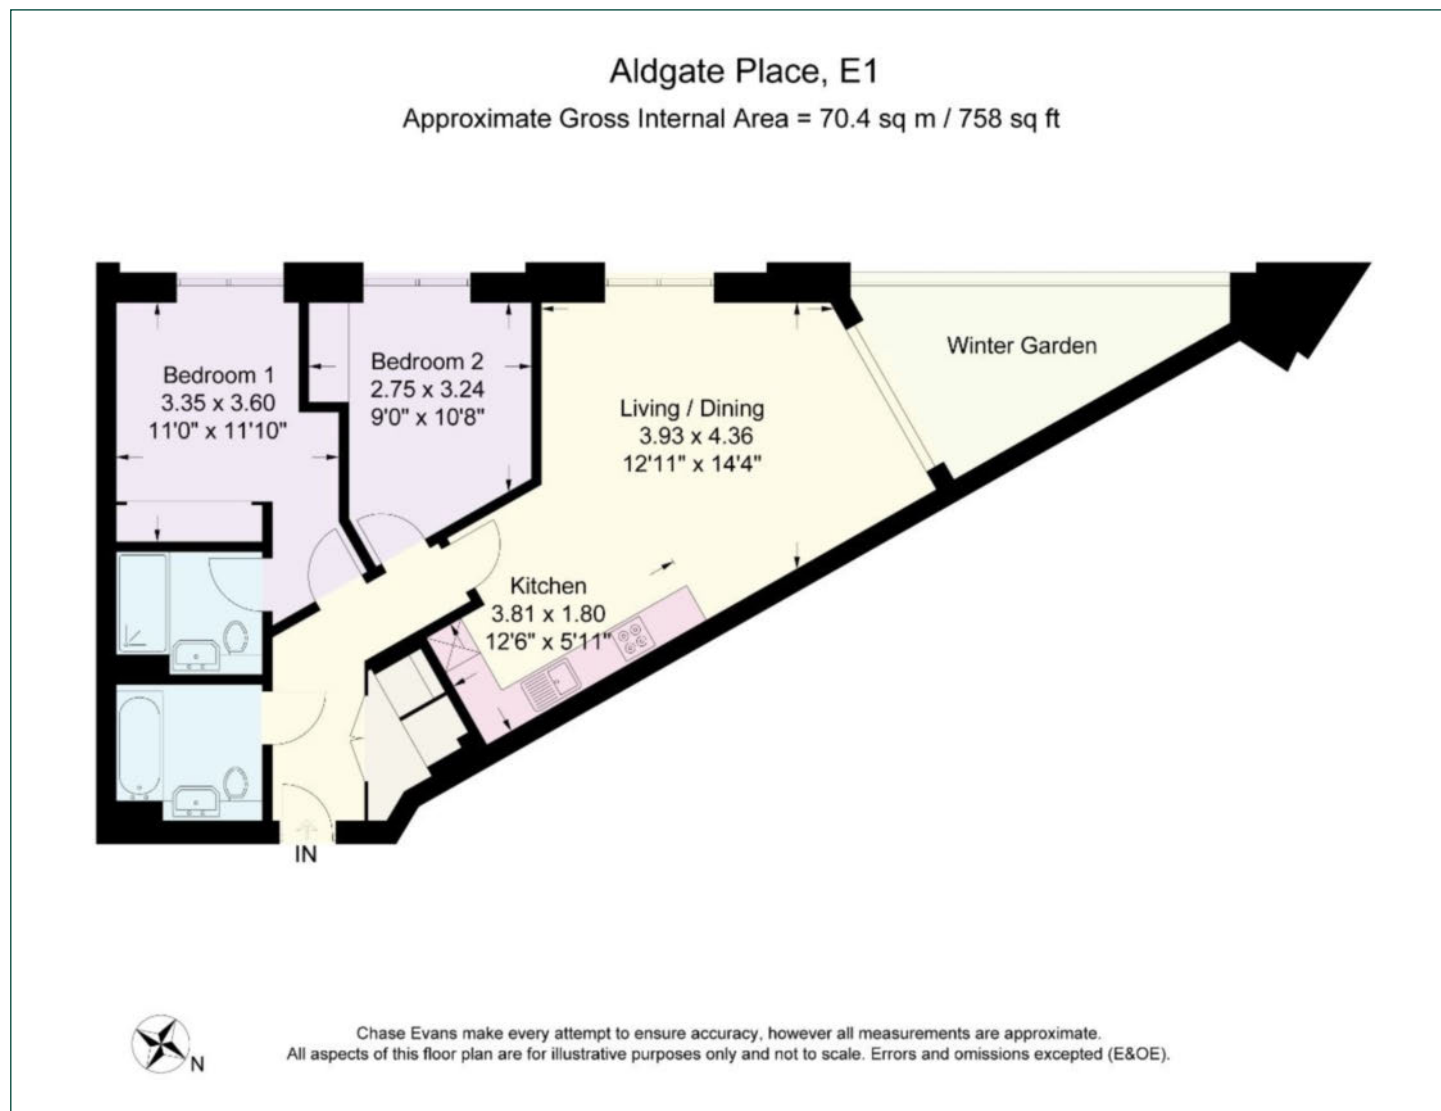 Aldgate Place, E1
Approximate Gross Internal Area = 70.4 sq m / 758 sq ft
Bedroom 1
3.35 x 3.60
11'0" x 11'10"
Bedroom 2
2.75 x 3.24
9'0" x 10'8"
Living / Dining
3.93 x 4.36
12'11" x 14'4"
Winter Garden
Kitchen
3.81 x 1.80
12'6" x 5'11"
IN
N
Chase Evans make every attempt to ensure accuracy, however all measurements are approximate.
All aspects of this floor plan are for illustrative purposes only and not to scale. Errors and omissions excepted (E&OE).